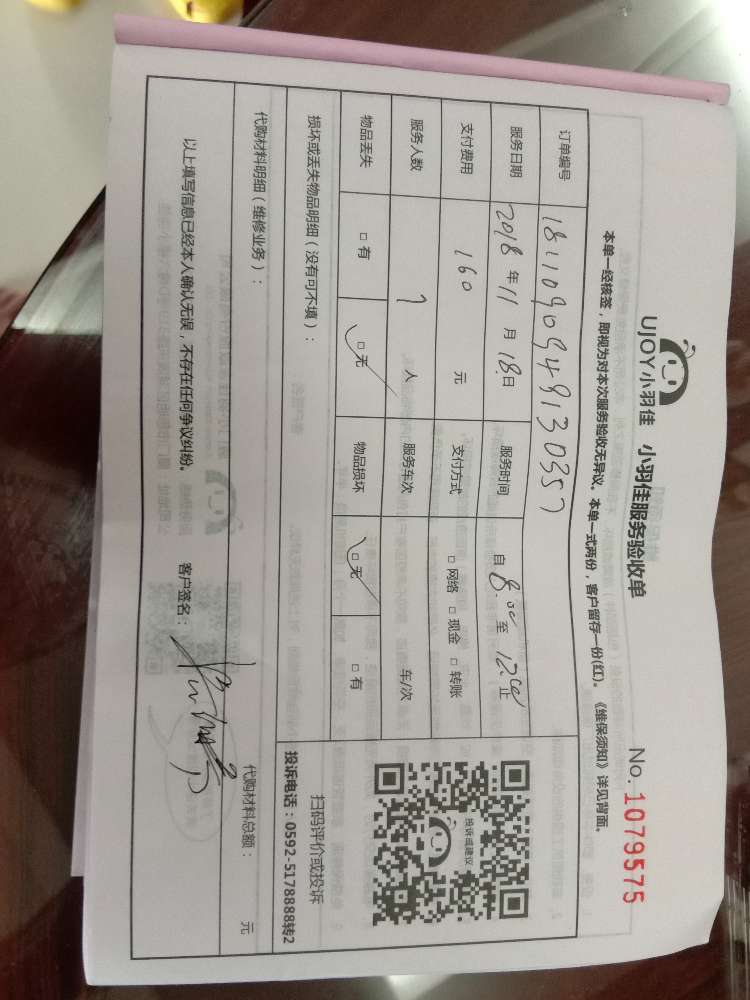 UJOY小羽佳 小羽佳服务验收单 No. 1079575
本单一经核签，即视为对本次服务验收无异议。本单一式两份，客户留存一份(红)。《维保须知》详见背面。
订单编号 1811090949130357
服务日期 2018 年 11 月 18 日 服务时间 自 8:00 至 12:00 止
支付费用 160 元 支付方式 □ 网络 □ 现金 □ 转账
服务人数 人 服务车次 车/次
物品丢失 □ 有 □ 无 物品损坏 □ 无 □ 有
投诉或建议
扫码评价或投诉
投诉电话：0592-5178888转2
损坏或丢失物品明细（没有可不填）：
代购材料明细（维修业务）： 代购材料总额： 元
以上填写信息已经本人确认无误，不存在任何争议纠纷。 客户签名：